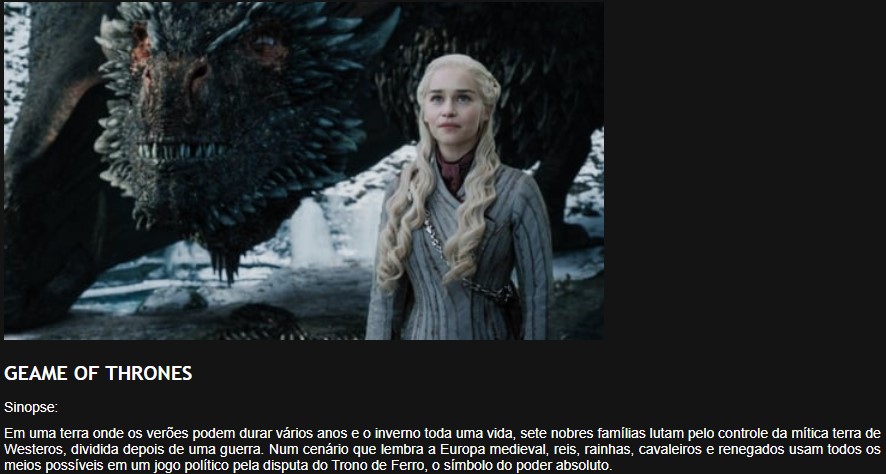 GEAME OF THRONES
Sinopse:
Em uma terra onde os verões podem durar vários anos e o inverno toda uma vida, sete nobres famílias lutam pelo controle da mítica terra de
Westeros, dividida depois de uma guerra. Num cenário que lembra a Europa medieval, reis, rainhas, cavaleiros e renegados usam todos os
meios possíveis em um jogo político pela disputa do Trono de Ferro, o símbolo do poder absoluto.